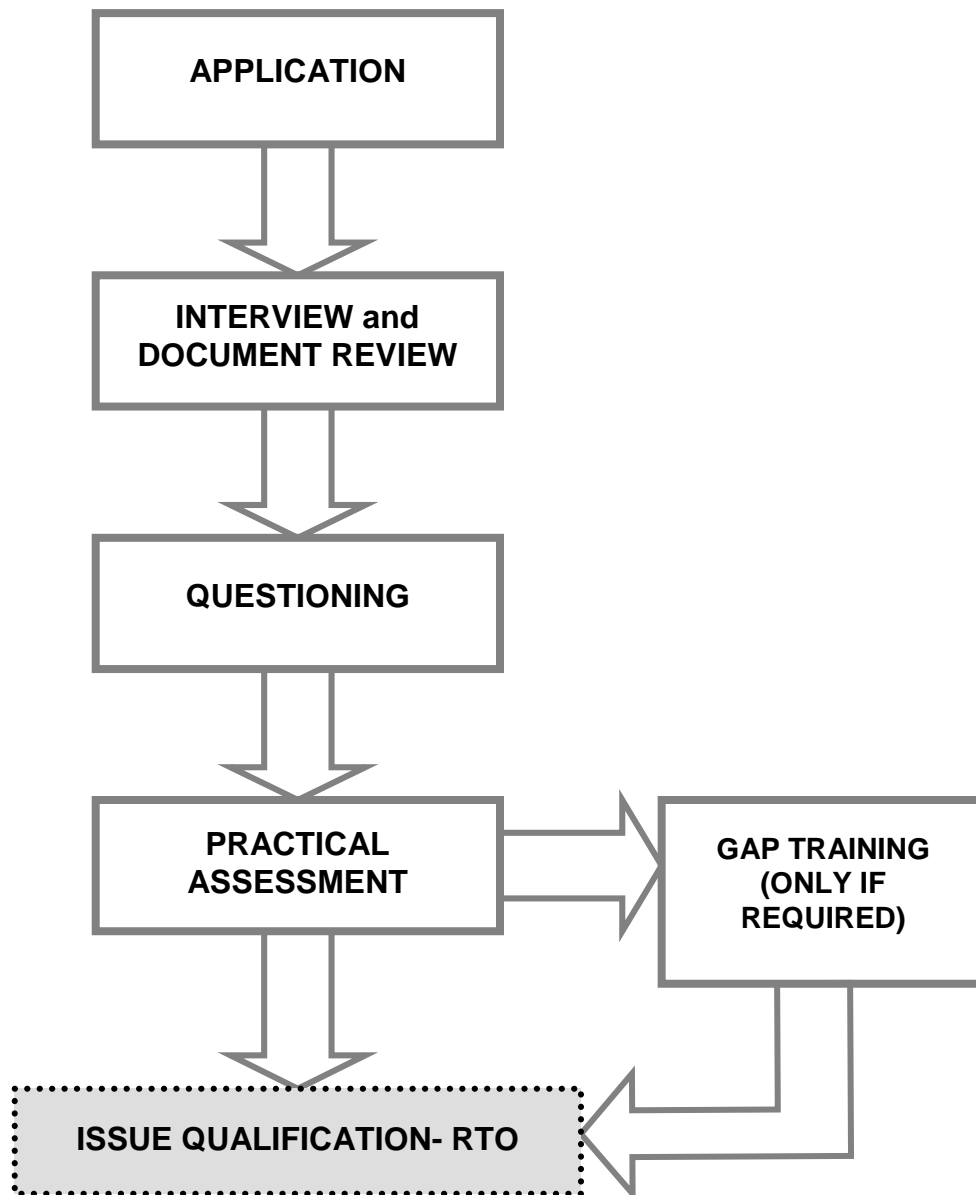 APPLICATION
INTERVIEW and
DOCUMENT REVIEW
QUESTIONING
PRACTICAL
ASSESSMENT
GAP TRAINING
(ONLY IF
REQUIRED)
ISSUE QUALIFICATION- RTO